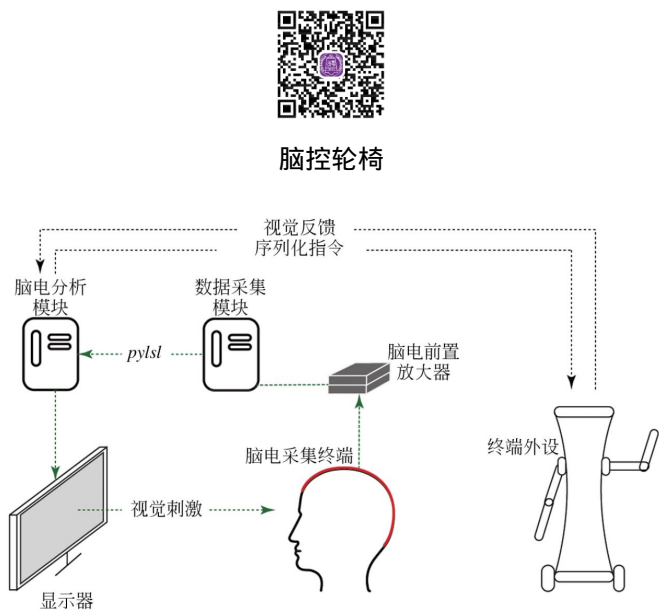 脑控轮椅
视觉反馈
序列化指令
脑电分析
模块
数据采集
模块
pylsl
脑电前置
放大器
脑电采集终端
终端外设
视觉刺激
显示器